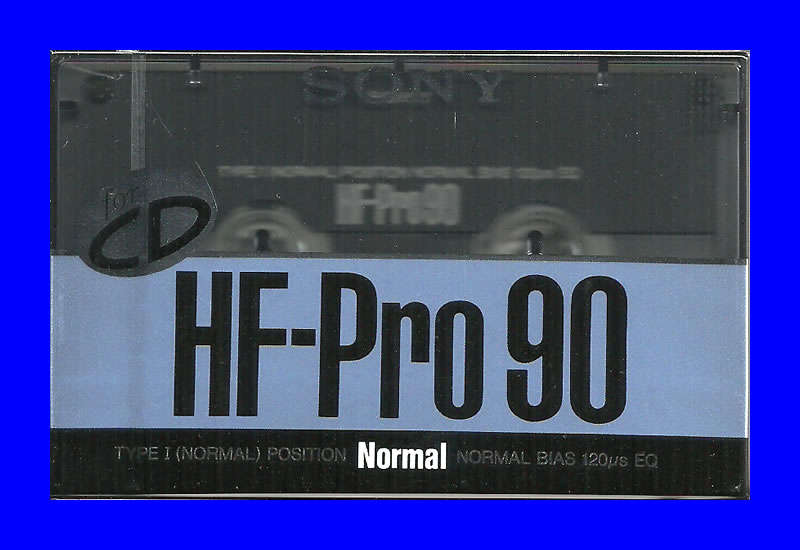 SONY
TYPE I (NORMAL) POSITION NORMAL BIAS 120μs EQ
HF-Pro90
for
CD
HF-Pro 90
TYPE I (NORMAL) POSITION Normal NORMAL BIAS 120μs EQ